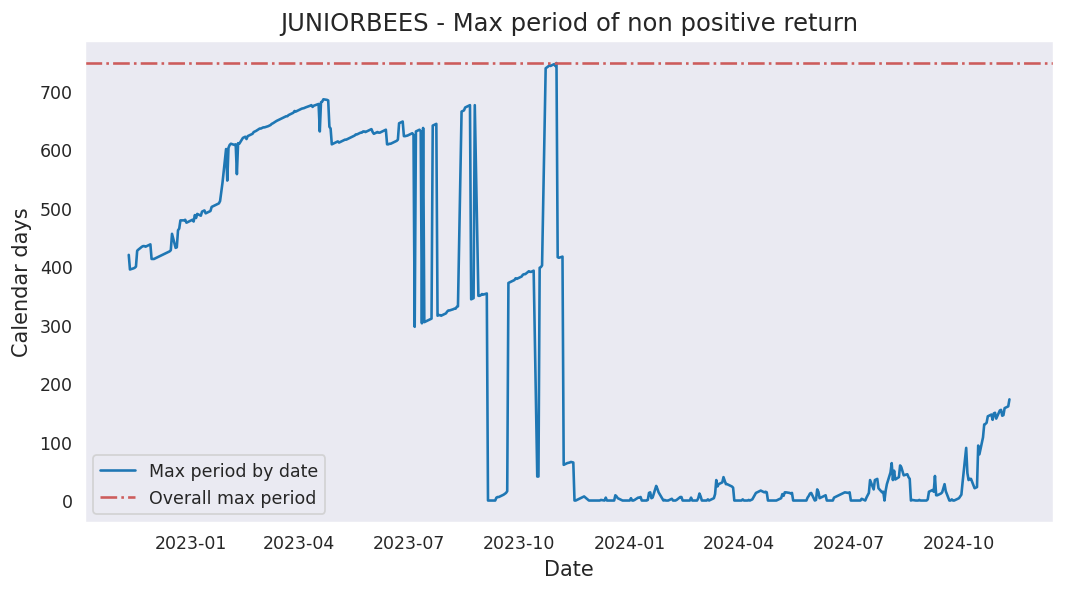 JUNIORBEES - Max period of non positive return
Calendar days
700
600
500
400
300
200
100
0
Max period by date
Overall max period
2023-01 2023-04 2023-07 2023-10 2024-01 2024-04 2024-07 2024-10
Date